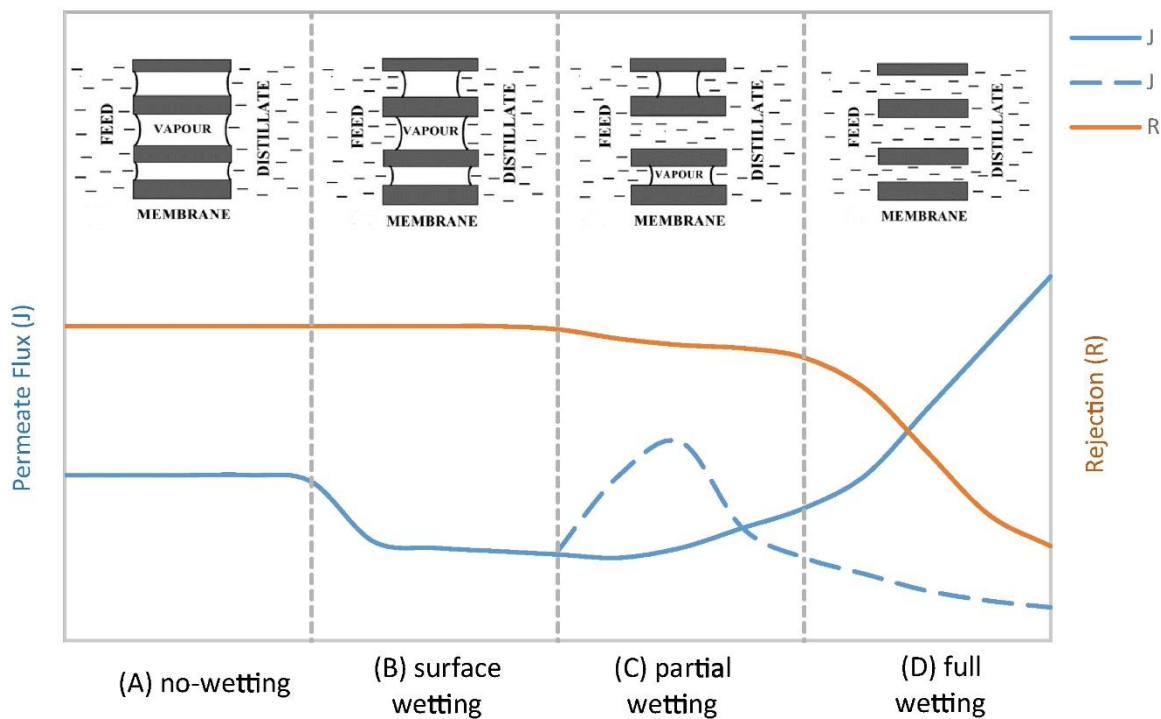 FEED
VAPOUR
DISTILLATE
MEMBRANE
FEED
VAPOUR
DISTILLATE
MEMBRANE
FEED
VAPOUR
DISTILLATE
MEMBRANE
FEED
DISTILLATE
MEMBRANE
J
J
R
Permeate Flux (J)
Rejection (R)
(A) no-wetting
(B) surface
wetting
(C) partial
wetting
(D) full
wetting